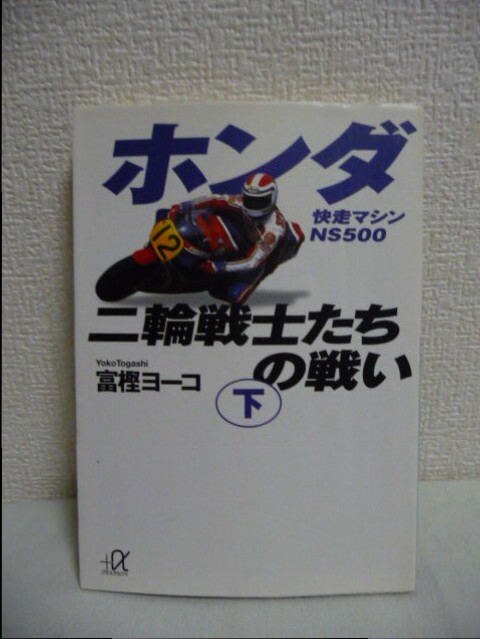 ホンダ
快走マシン
NS500
12
二輪戦士たち
の戦い
YokoTogashi
富樫ヨーコ
下
+α